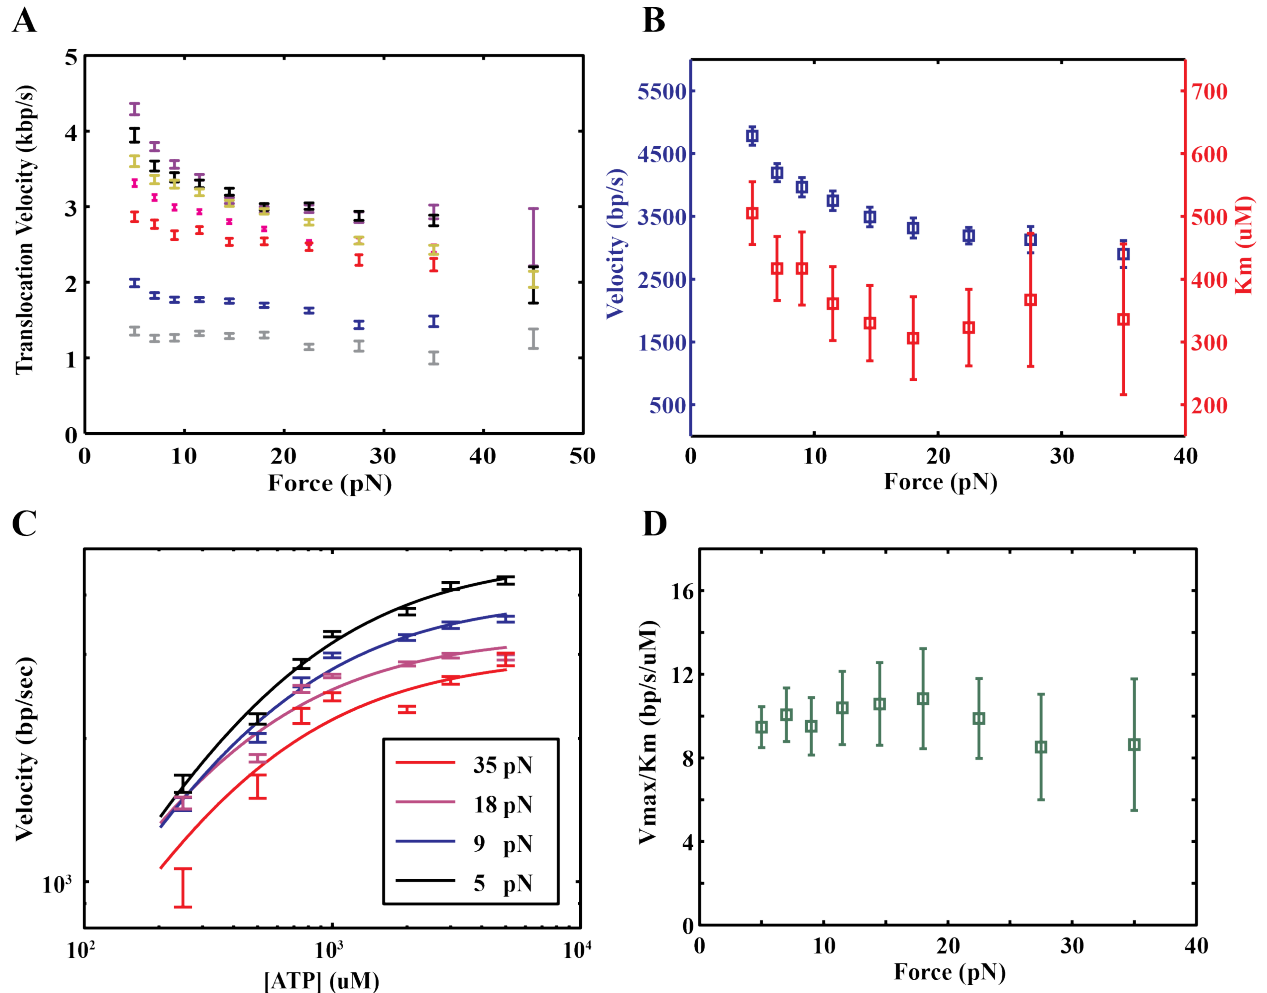 A
5
4
3
2
1
0
0 10 20 30 40 50
Translocation Velocity (kbp/s)
Force (pN)
B
5500
4500
3500
2500
1500
500
700
600
500
400
300
200
0 10 20 30 40
Velocity (bp/s)
Km (uM)
Force (pN)
C
10³
10² 10³ 10⁴
Velocity (bp/sec)
[ATP] (uM)
35 pN
18 pN
9 pN
5 pN
D
16
12
8
4
0
0 10 20 30 40
Vmax/Km (bp/s/uM)
Force (pN)